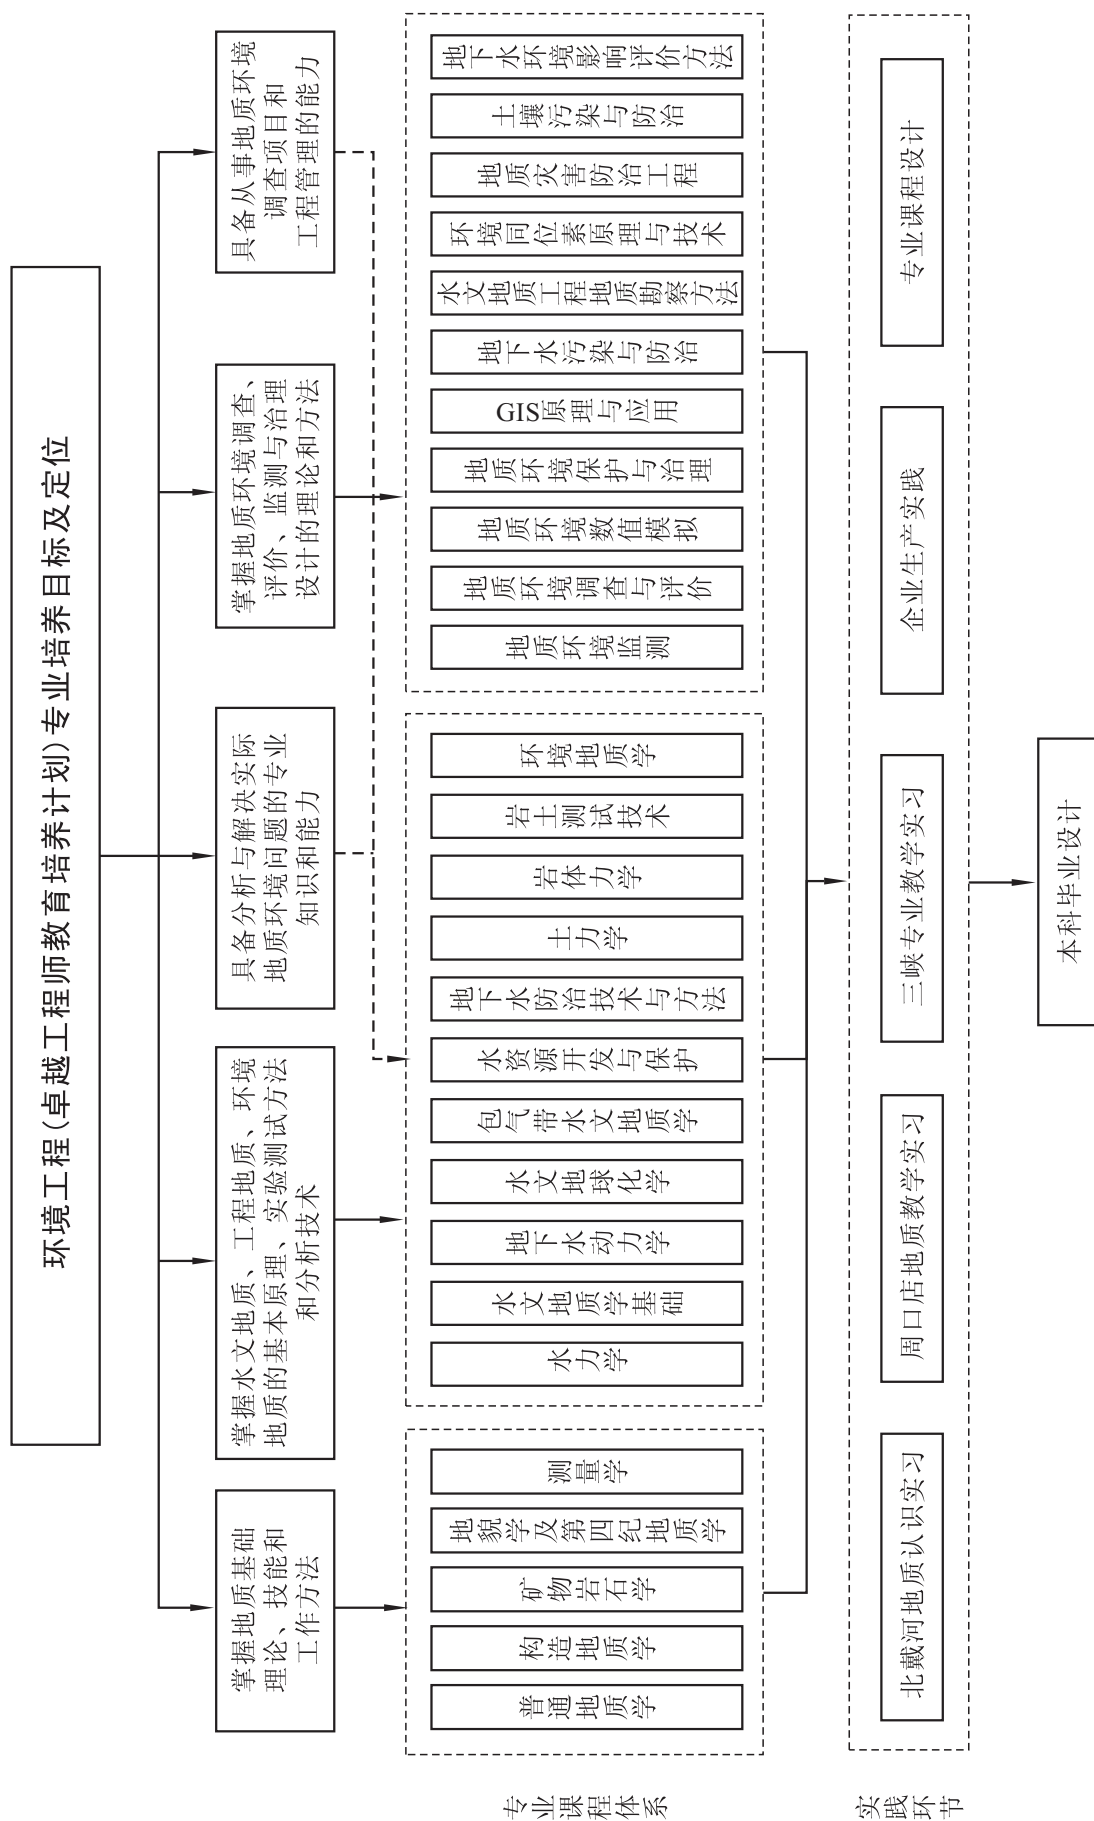 环境工程(卓越工程师教育培养计划)专业培养目标及定位
掌握地质基础
理论、技能和
工作方法
掌握水文地质、工程地质、环境
地质的基本原理、实验测试方法
和分析技术
具备分析与解决实际
地质环境问题的专业
知识和能力
掌握地质环境调查、
评价、监测与治理
设计的理论和方法
具备从事地质环境
调查项目和
工程管理的能力
专业课程体系
普通地质学
构造地质学
矿物岩石学
地貌学及第四纪地质学
测量学
水力学
水文地质学基础
地下水动力学
水文地球化学
包气带水文地质学
水资源开发与保护
地下水防治技术与方法
土力学
岩体力学
岩土测试技术
环境地质学
地质环境监测
地质环境调查与评价
地质环境数值模拟
地质环境保护与治理
GIS原理与应用
地下水污染与防治
水文地质工程地质勘察方法
环境同位素原理与技术
地质灾害防治工程
土壤污染与防治
地下水环境影响评价方法
实践环节
北戴河地质认识实习
周口店地质教学实习
三峡专业教学实习
企业生产实践
专业课程设计
本科毕业设计